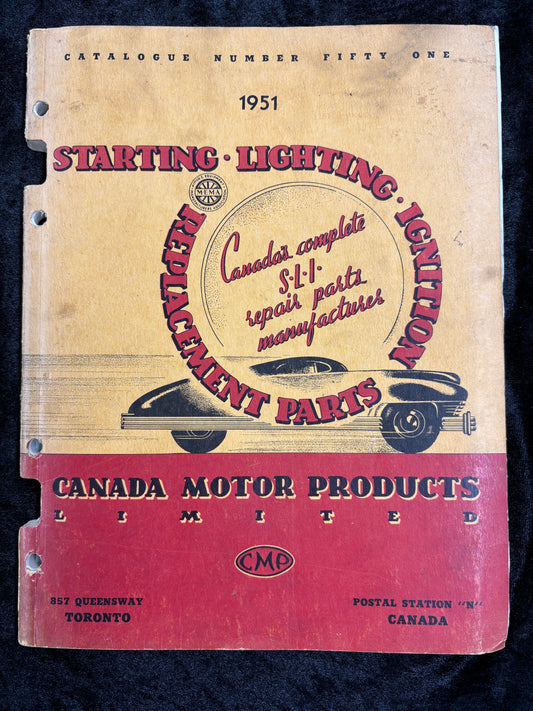 CATALOGUE NUMBER FIFTY ONE
1951
STARTING · LIGHTING · IGNITION
REPLACEMENT PARTS
MEMA
Canada's complete
S·L·I·
repair parts
manufacturer
CANADA MOTOR PRODUCTS
LIMITED
CMP
857 QUEENSWAY
TORONTO
POSTAL STATION "N"
CANADA